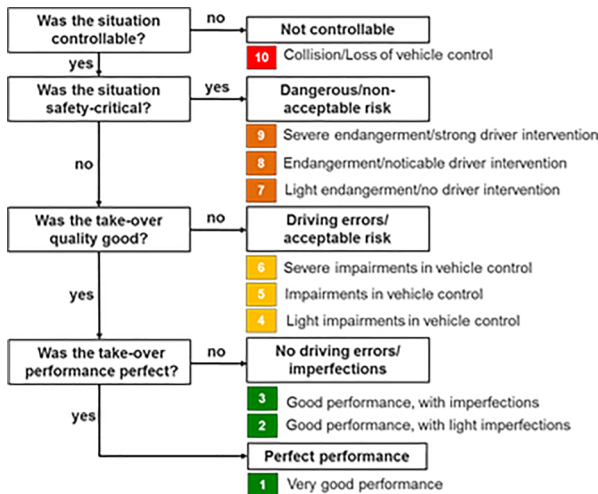 Was the situation
controllable?
no
Not controllable
10 Collision/Loss of vehicle control
yes
Was the situation
safety-critical?
yes
Dangerous/non-
acceptable risk
9 Severe endangerment/strong driver intervention
8 Endangerment/noticable driver intervention
7 Light endangerment/no driver intervention
no
Was the take-over
quality good?
no
Driving errors/
acceptable risk
6 Severe impairments in vehicle control
5 Impairments in vehicle control
4 Light impairments in vehicle control
yes
Was the take-over
performance perfect?
no
No driving errors/
imperfections
3 Good performance, with imperfections
2 Good performance, with light imperfections
yes
Perfect performance
1 Very good performance